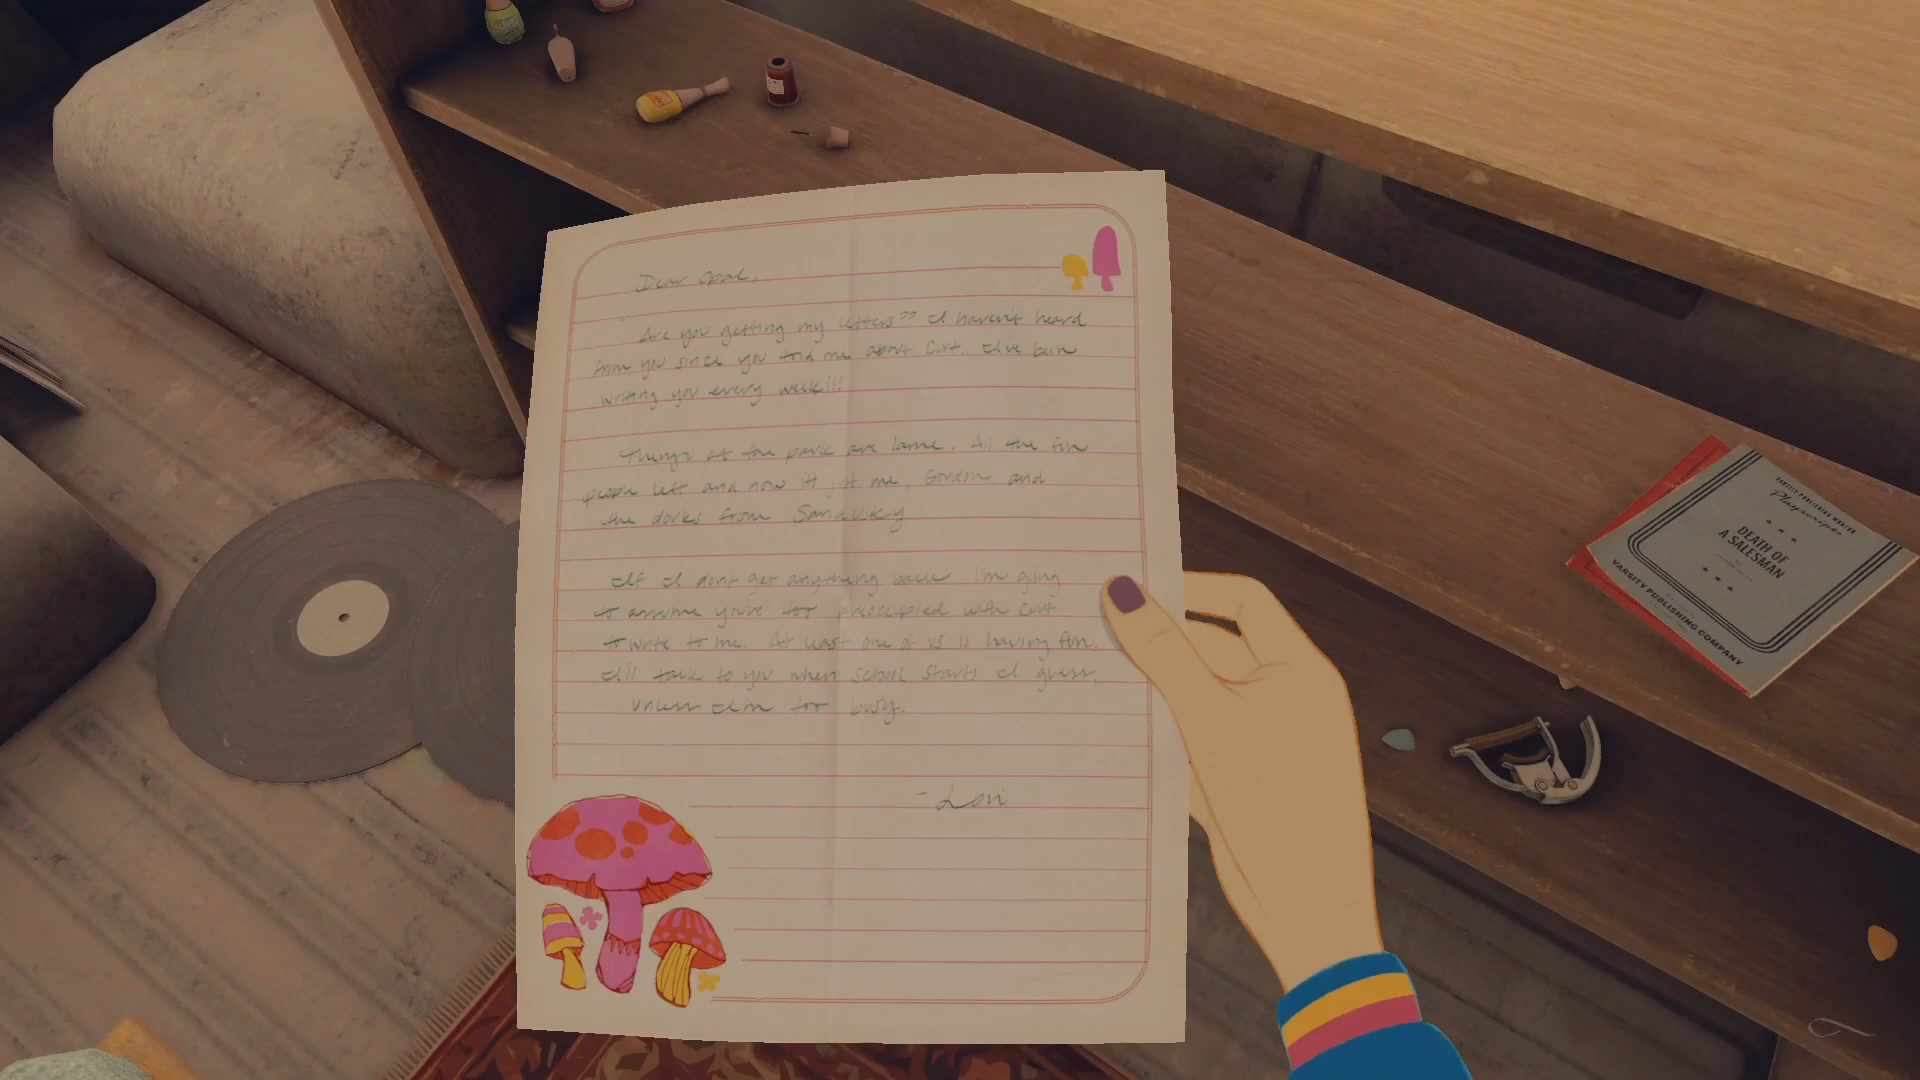 Dear Opal,
Are you getting my letters?? I haven't heard
from you since you told me about Curt. I've been
writing you every week!!!
Things at the park are lame. All the fun
people left and now it just me, Gordon, and
the dorks from Sandusky
If I don't get anything back I'm going
to assume you're too preoccupied with Curt
to write to me. At least one of us is having fun.
I'll talk to you when school starts I guess.
Unless I'm too busy.
- Lori
Playscripts
DEATH OF
A SALESMAN
VARSITY PUBLISHING COMPANY